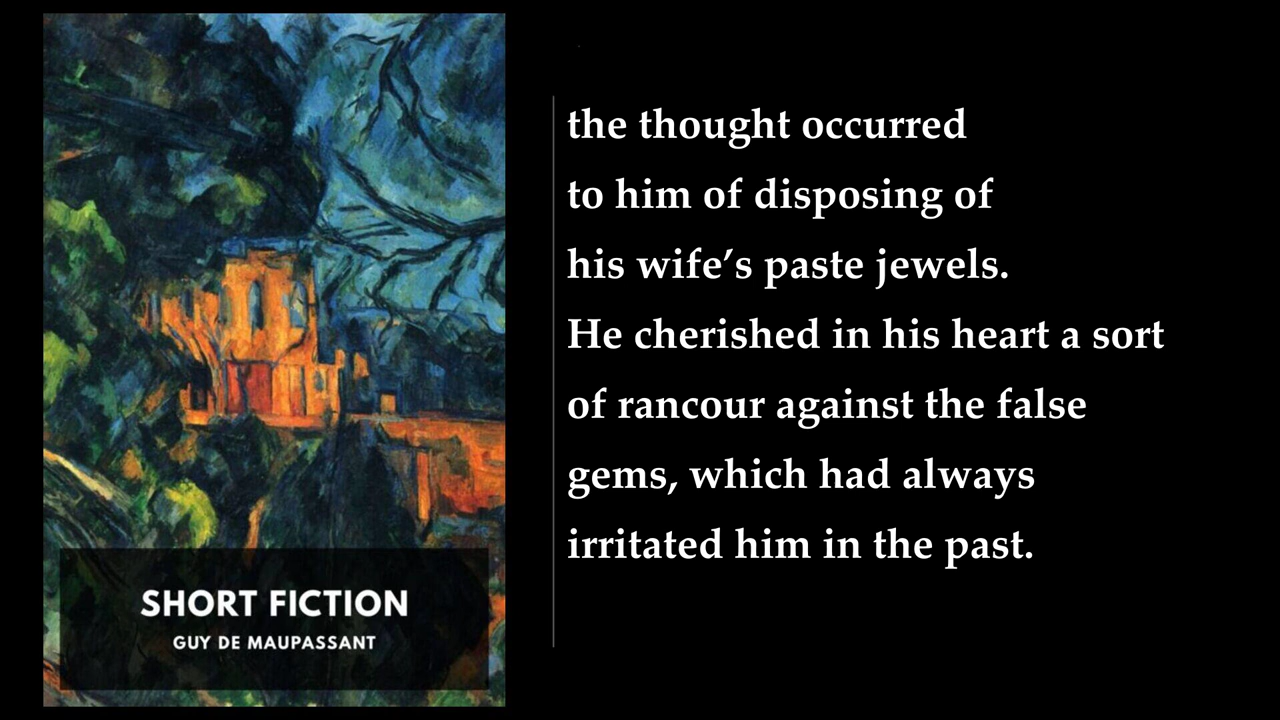 SHORT FICTION
GUY DE MAUPASSANT
the thought occurred
to him of disposing of
his wife’s paste jewels.
He cherished in his heart a sort
of rancour against the false
gems, which had always
irritated him in the past.